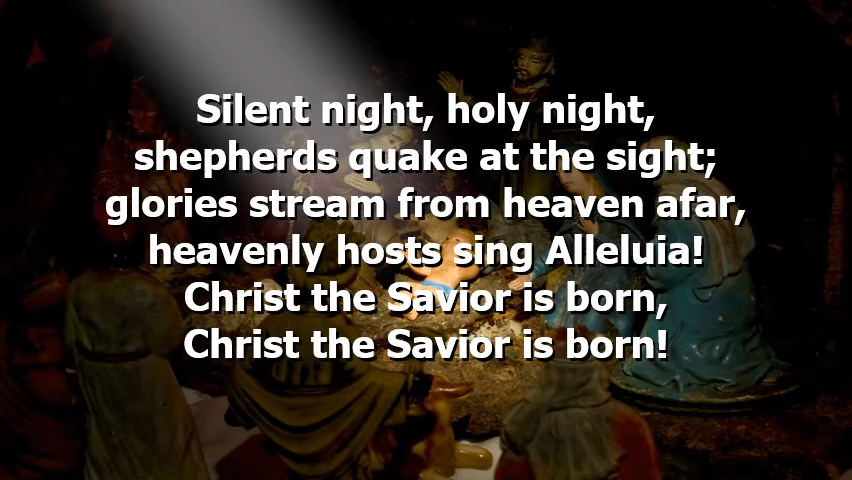 Silent night, holy night,
shepherds quake at the sight;
glories stream from heaven afar,
heavenly hosts sing Alleluia!
Christ the Savior is born,
Christ the Savior is born!